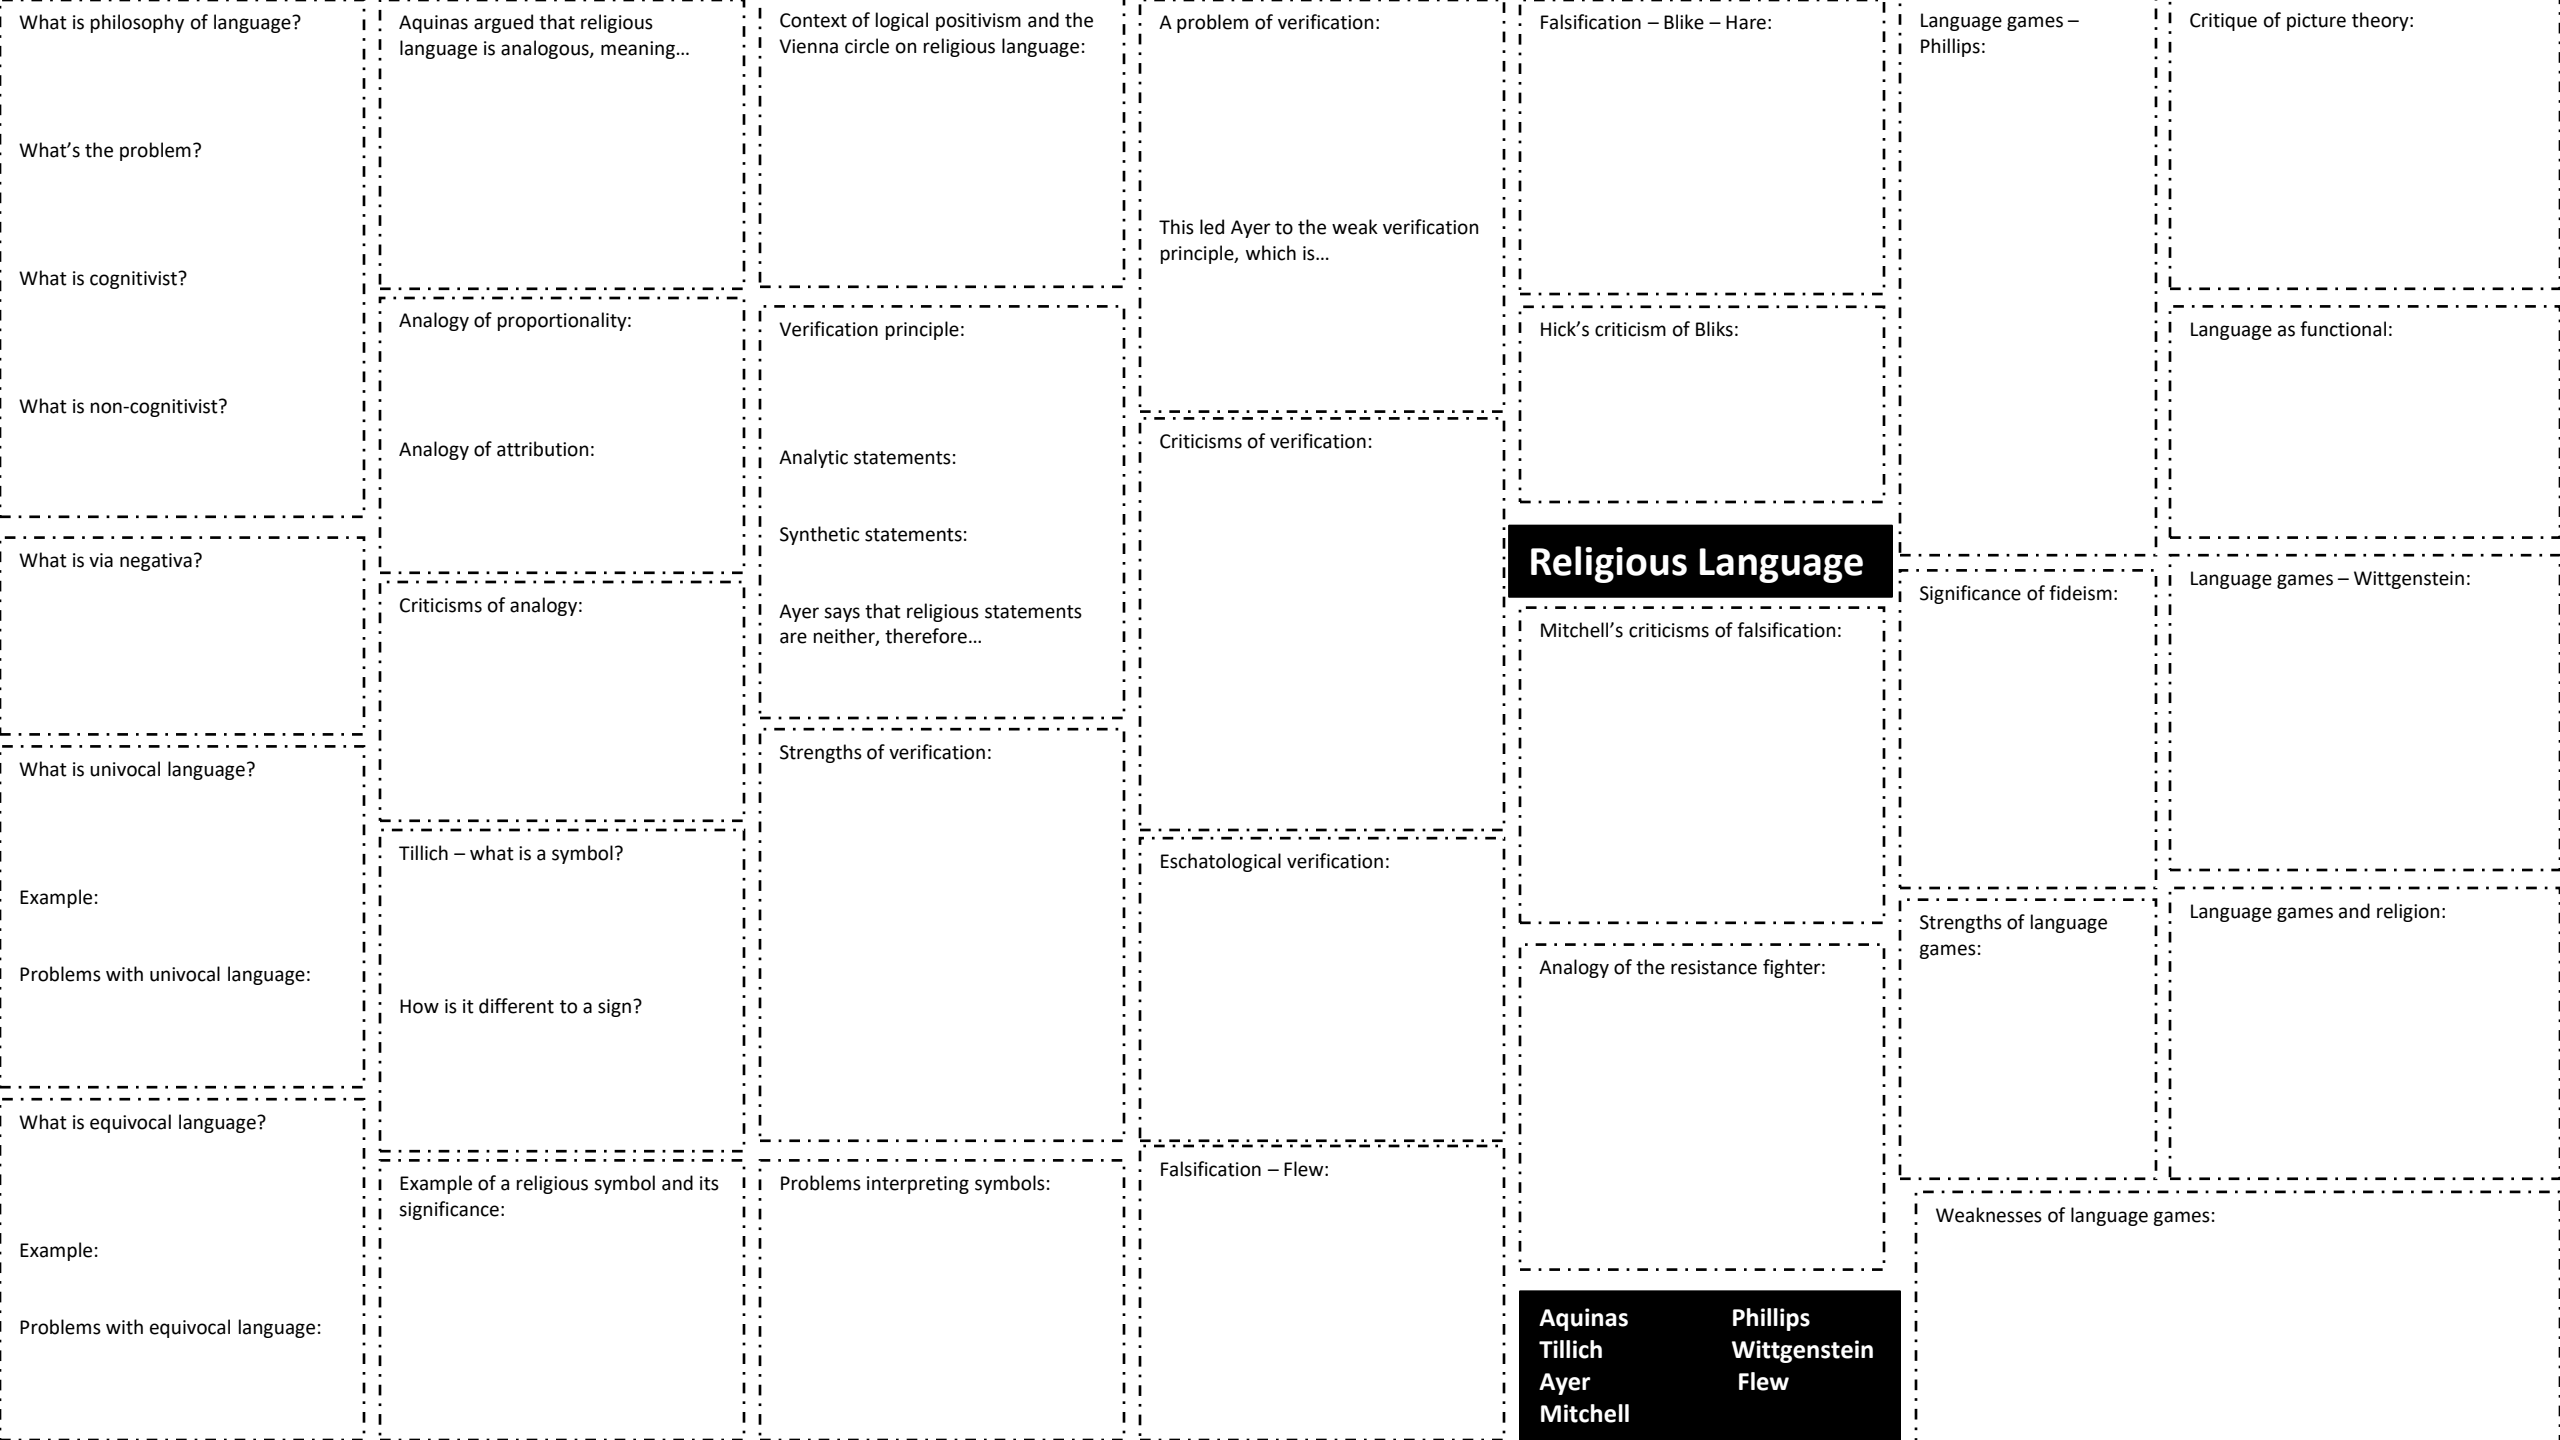 What is philosophy of language?
What's the problem?
What is cognitivist?
What is non-cognitivist?
What is via negativa?
What is univocal language?
Example:
Problems with univocal language:
What is equivocal language?
Example:
Problems with equivocal language:
Aquinas argued that religious
language is analogous, meaning…
Analogy of proportionality:
Analogy of attribution:
Criticisms of analogy:
Tillich – what is a symbol?
How is it different to a sign?
Example of a religious symbol and its
significance:
Context of logical positivism and the
Vienna circle on religious language:
Verification principle:
Analytic statements:
Synthetic statements:
Ayer says that religious statements
are neither, therefore…
Strengths of verification:
Problems interpreting symbols:
A problem of verification:
This led Ayer to the weak verification
principle, which is…
Criticisms of verification:
Eschatological verification:
Falsification – Flew:
Falsification – Blike – Hare:
Hick's criticism of Bliks:
Religious Language
Mitchell's criticisms of falsification:
Analogy of the resistance fighter:
Aquinas Phillips
Tillich Wittgenstein
Ayer Flew
Mitchell
Language games –
Phillips:
Significance of fideism:
Strengths of language
games:
Critique of picture theory:
Language as functional:
Language games – Wittgenstein:
Language games and religion:
Weaknesses of language games: